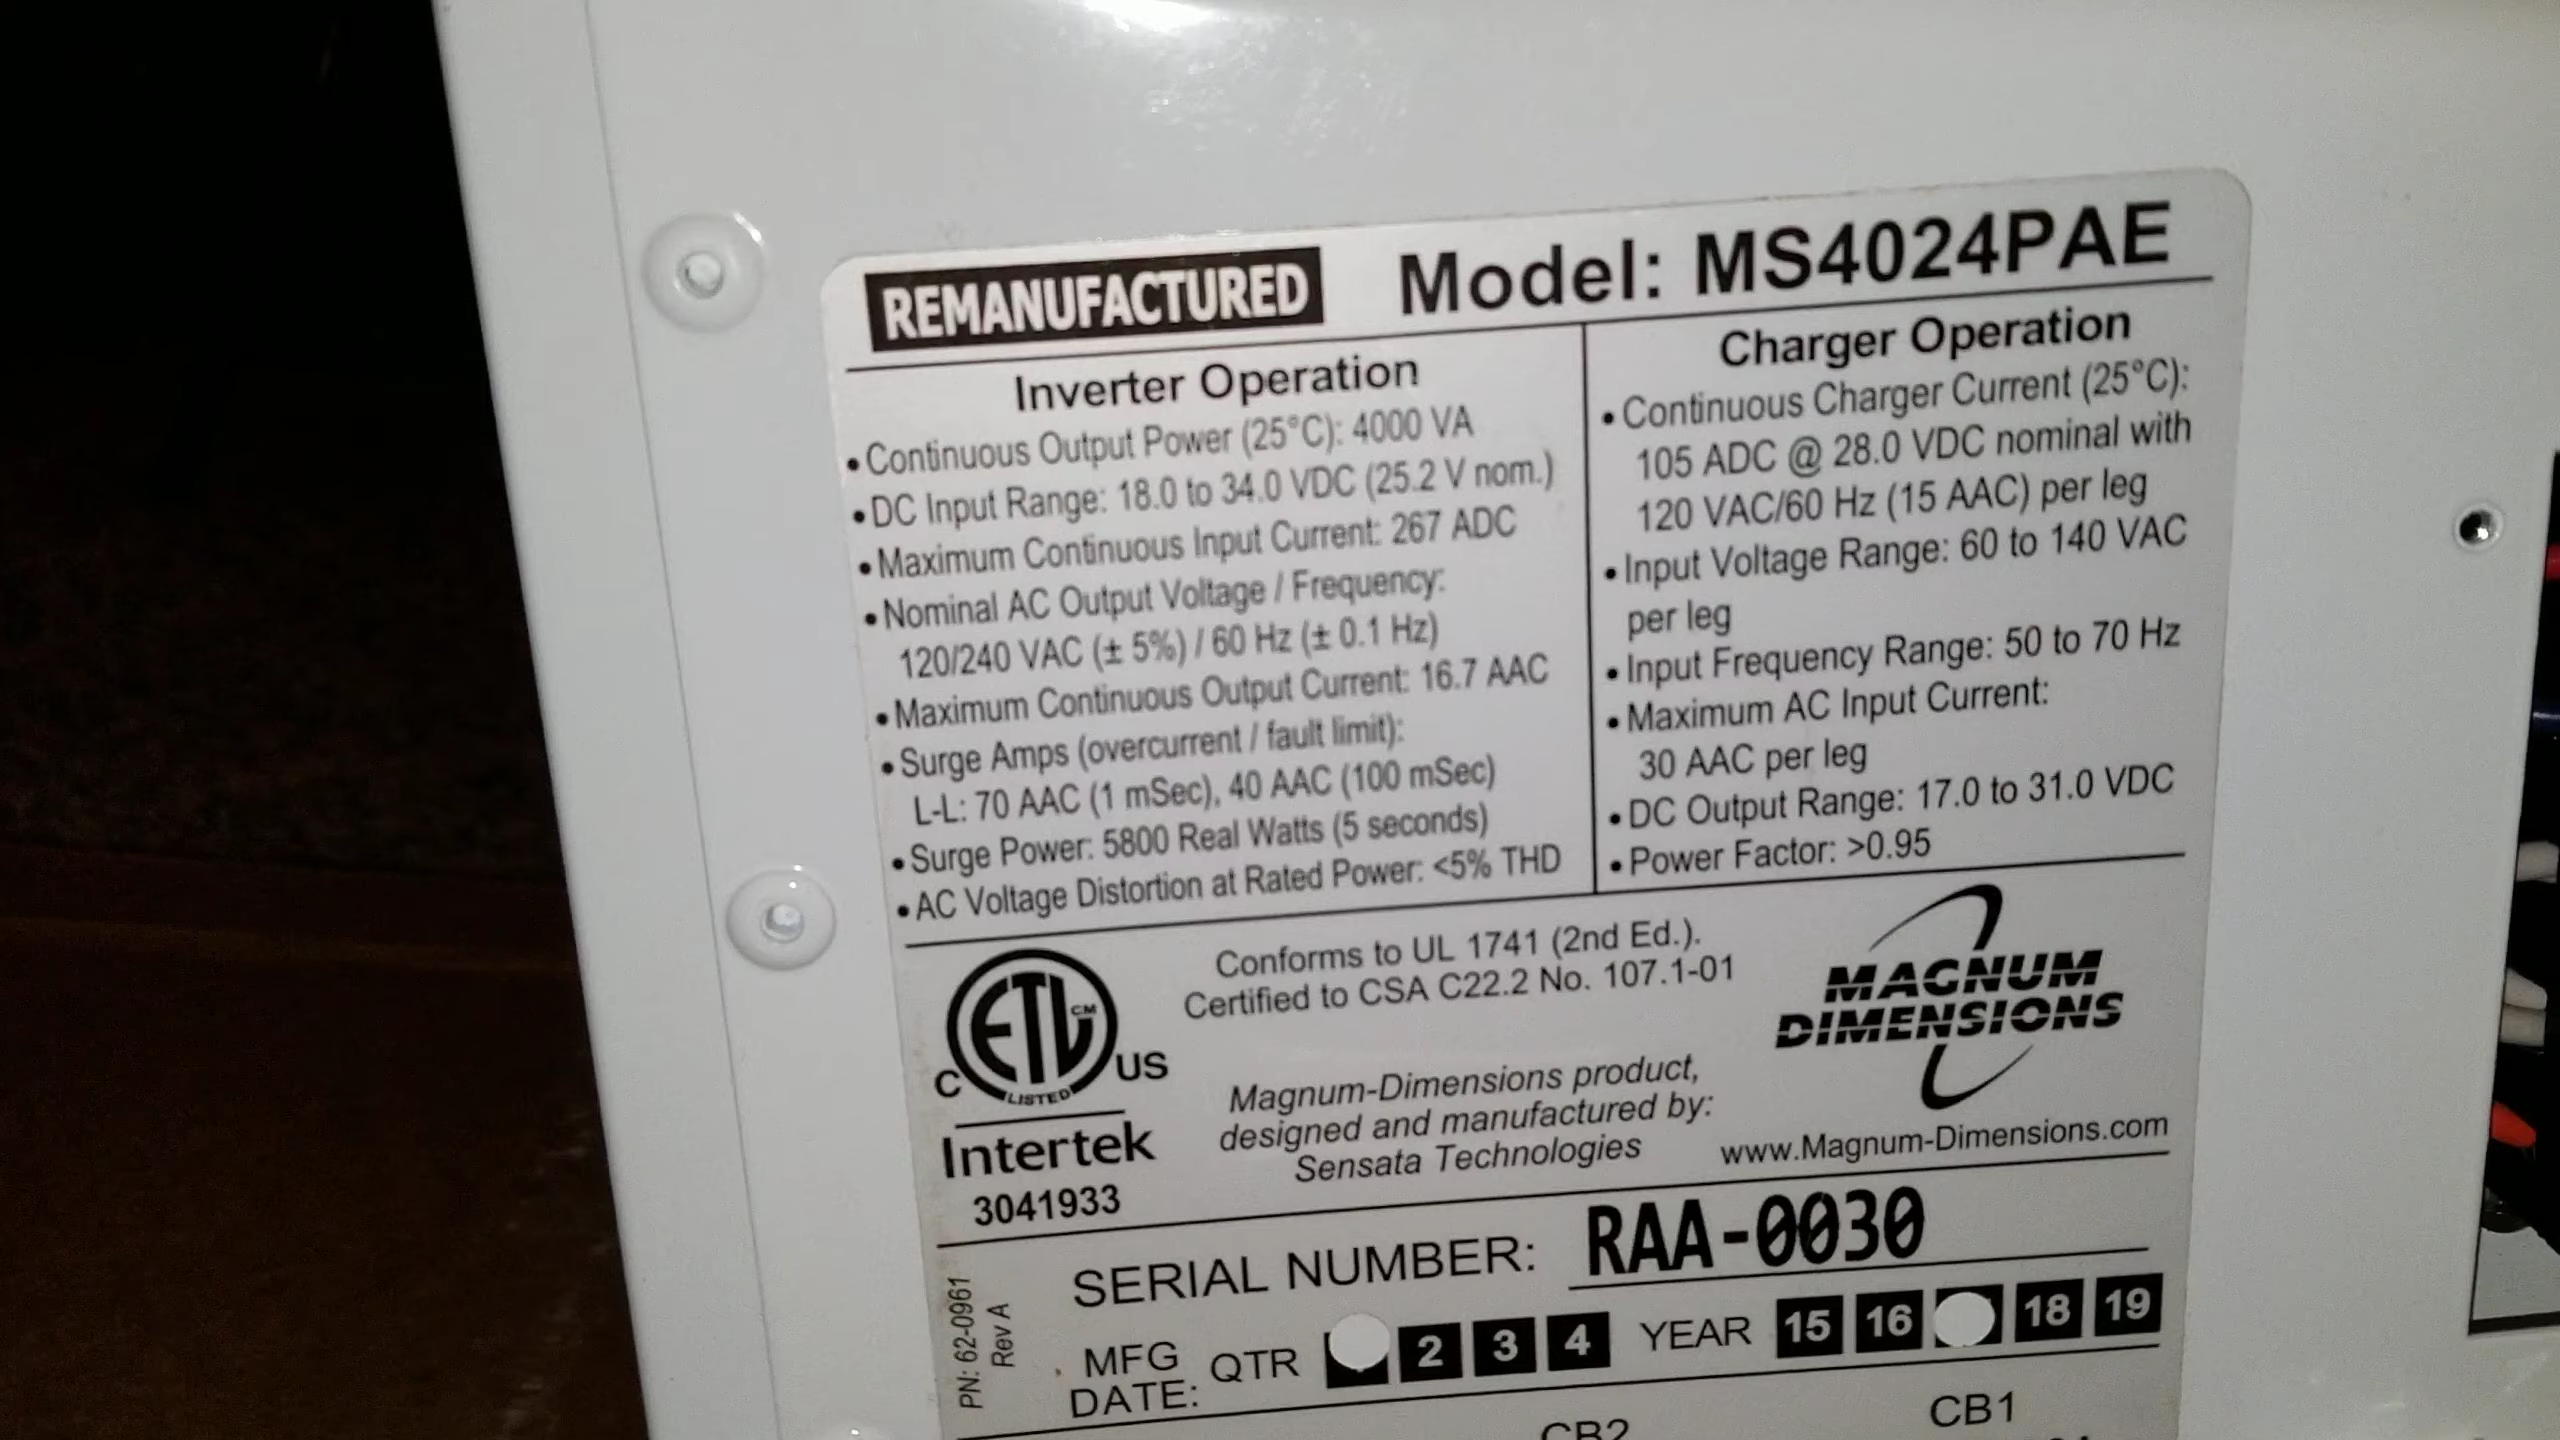 REMANUFACTURED Model: MS4024PAE
Inverter Operation
• Continuous Output Power (25°C): 4000 VA
• DC Input Range: 18.0 to 34.0 VDC (25.2 V nom.)
• Maximum Continuous Input Current: 267 ADC
• Nominal AC Output Voltage / Frequency:
120/240 VAC (± 5%) / 60 Hz (± 0.1 Hz)
• Maximum Continuous Output Current: 16.7 AAC
• Surge Amps (overcurrent / fault limit):
L-L: 70 AAC (1 mSec), 40 AAC (100 mSec)
• Surge Power: 5800 Real Watts (5 seconds)
• AC Voltage Distortion at Rated Power: <5% THD
Charger Operation
• Continuous Charger Current (25°C):
105 ADC @ 28.0 VDC nominal with
120 VAC/60 Hz (15 AAC) per leg
• Input Voltage Range: 60 to 140 VAC
per leg
• Input Frequency Range: 50 to 70 Hz
• Maximum AC Input Current:
30 AAC per leg
• DC Output Range: 17.0 to 31.0 VDC
• Power Factor: >0.95
ETL CM
C US
LISTED
Intertek
3041933
Conforms to UL 1741 (2nd Ed.).
Certified to CSA C22.2 No. 107.1-01
Magnum-Dimensions product,
designed and manufactured by:
Sensata Technologies
MAGNUM
DIMENSIONS
www.Magnum-Dimensions.com
PN: 62-0961
Rev A
SERIAL NUMBER: RAA-0030
MFG
DATE: QTR 2 3 4 YEAR 15 16 18 19
CB2 CB1